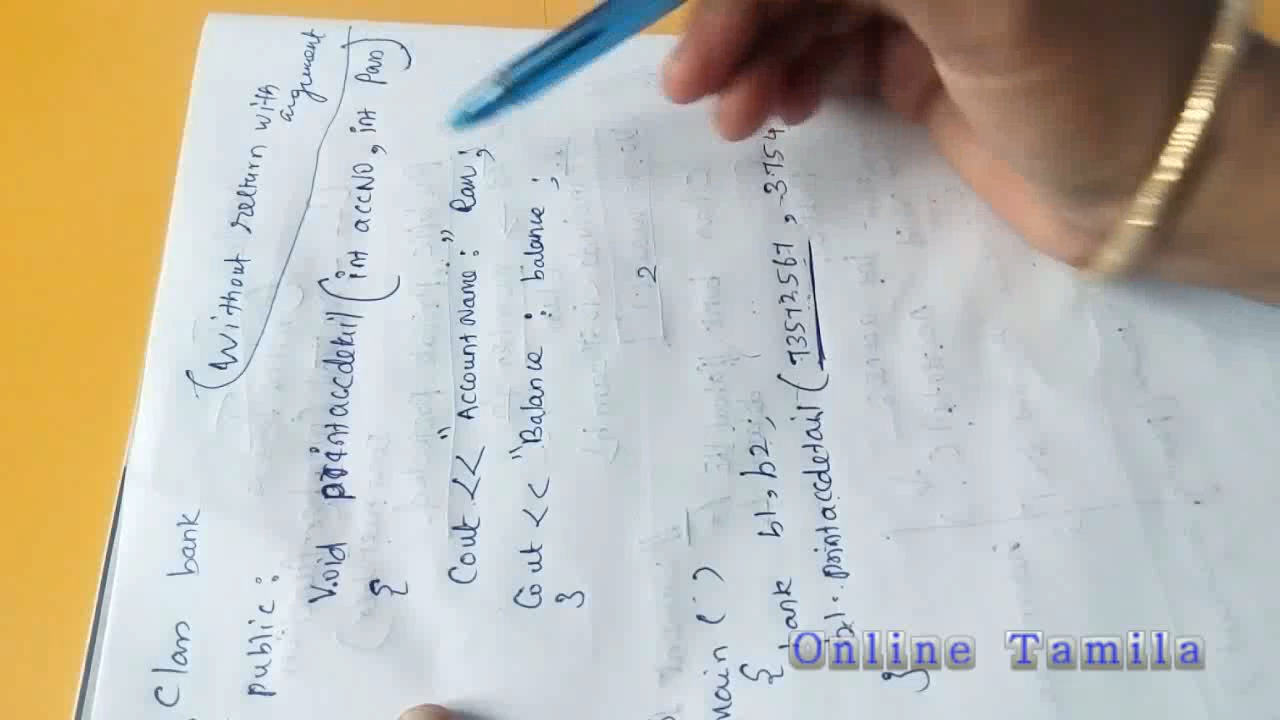 Class bank
(without return with
argument
public :
Void printaccdetail (int accNO, int Pass)
{
Cout << "Account Name : " Ram ;
Cout << "Balance : balance ;
}
2
main ( )
{ bank b1, b2 ;
b1. printaccdetail ( 73572567 , 3754
}
Online Tamila